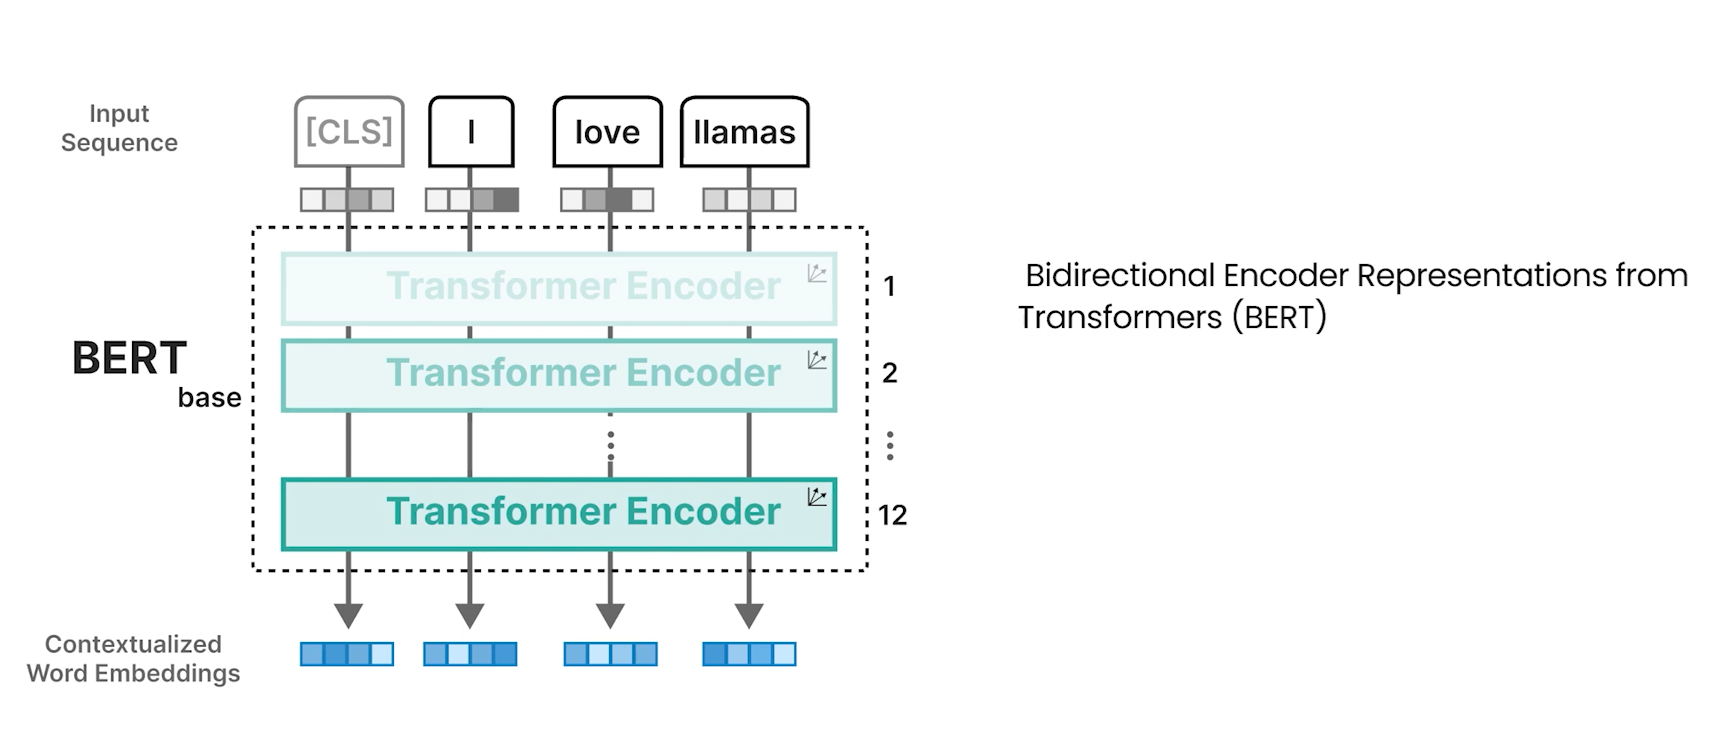 Input
Sequence
[CLS]
I
love
llamas
Transformer Encoder
1
Transformer Encoder
2
BERT
base
Transformer Encoder
12
Contextualized
Word Embeddings
Bidirectional Encoder Representations from
Transformers (BERT)